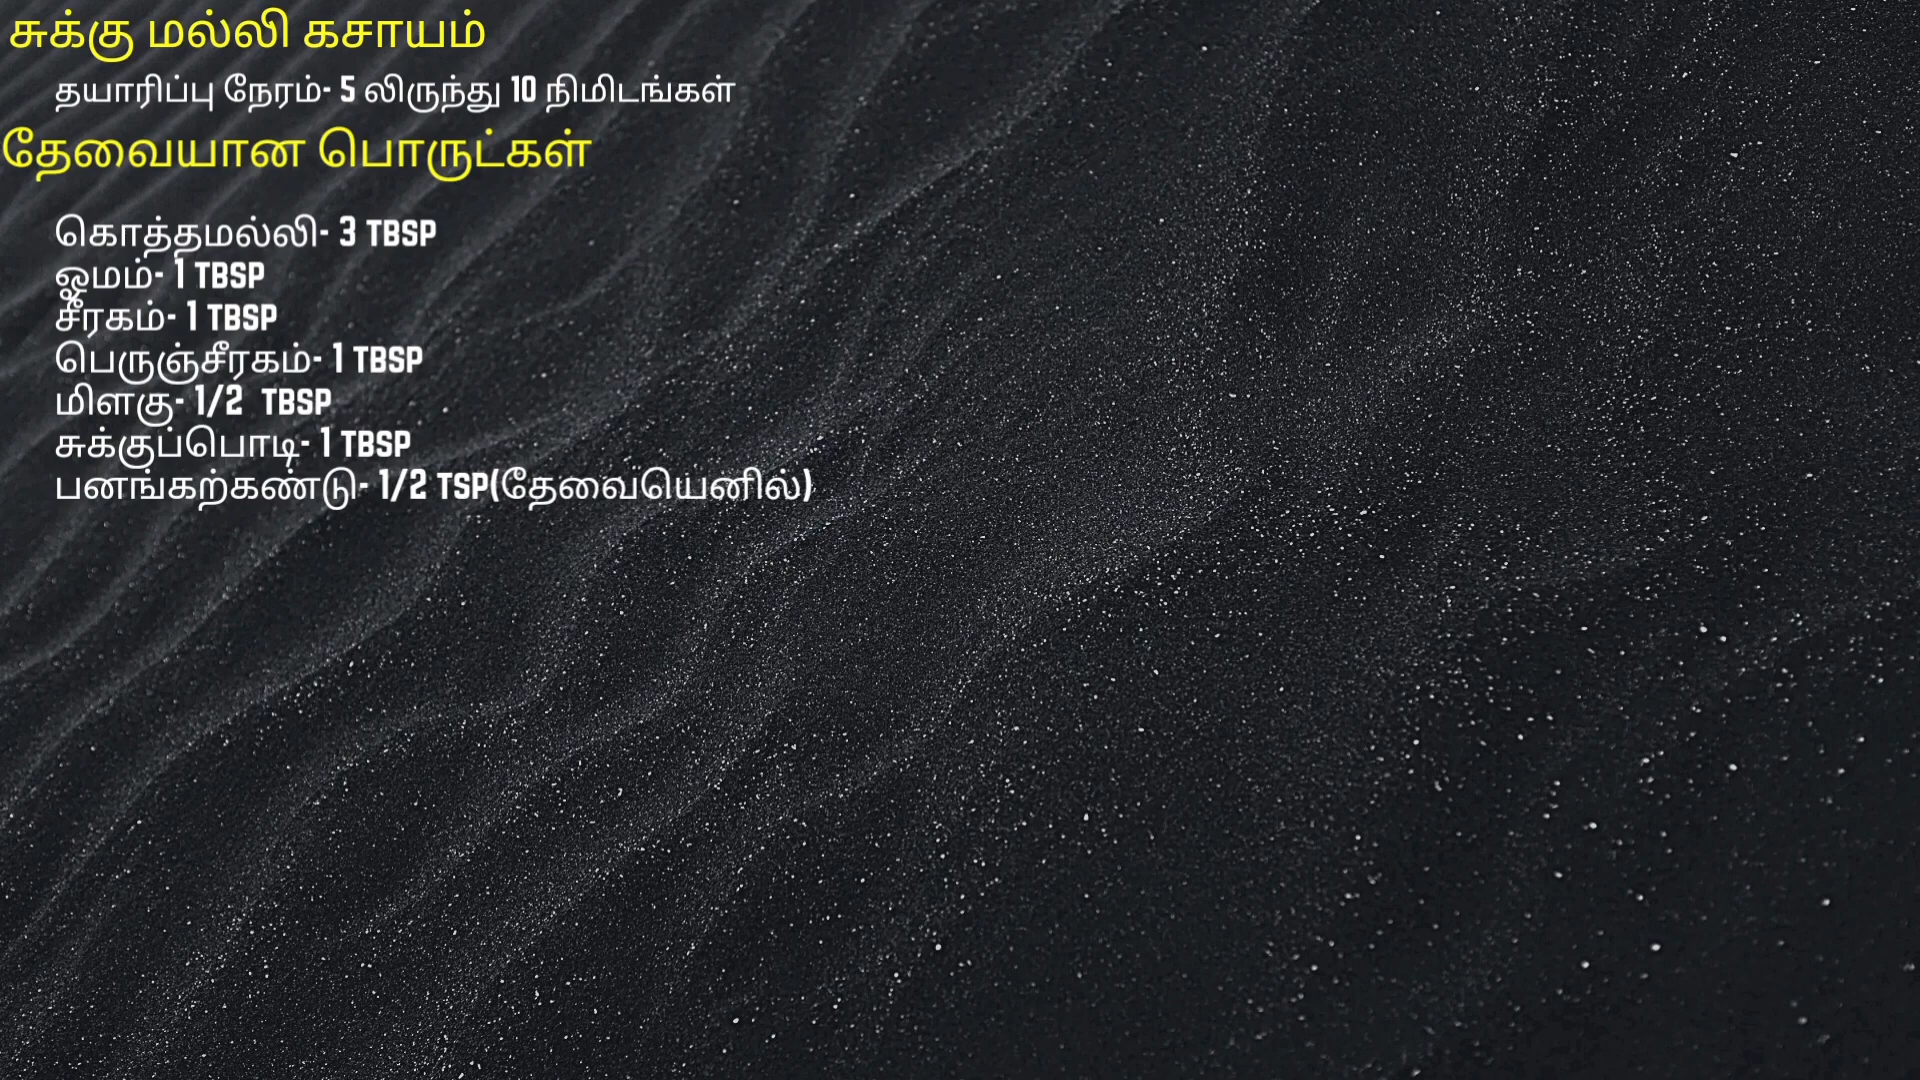 சுக்கு மல்லி கசாயம்
தயாரிப்பு நேரம்- 5 லிருந்து 10 நிமிடங்கள்
தேவையான பொருட்கள்
கொத்தமல்லி- 3 TBSP
ஓமம்- 1 TBSP
சீரகம்- 1 TBSP
பெருஞ்சீரகம்- 1 TBSP
மிளகு- 1/2 TBSP
சுக்குப்பொடி- 1 TBSP
பனங்கற்கண்டு- 1/2 TSP(தேவையெனில்)